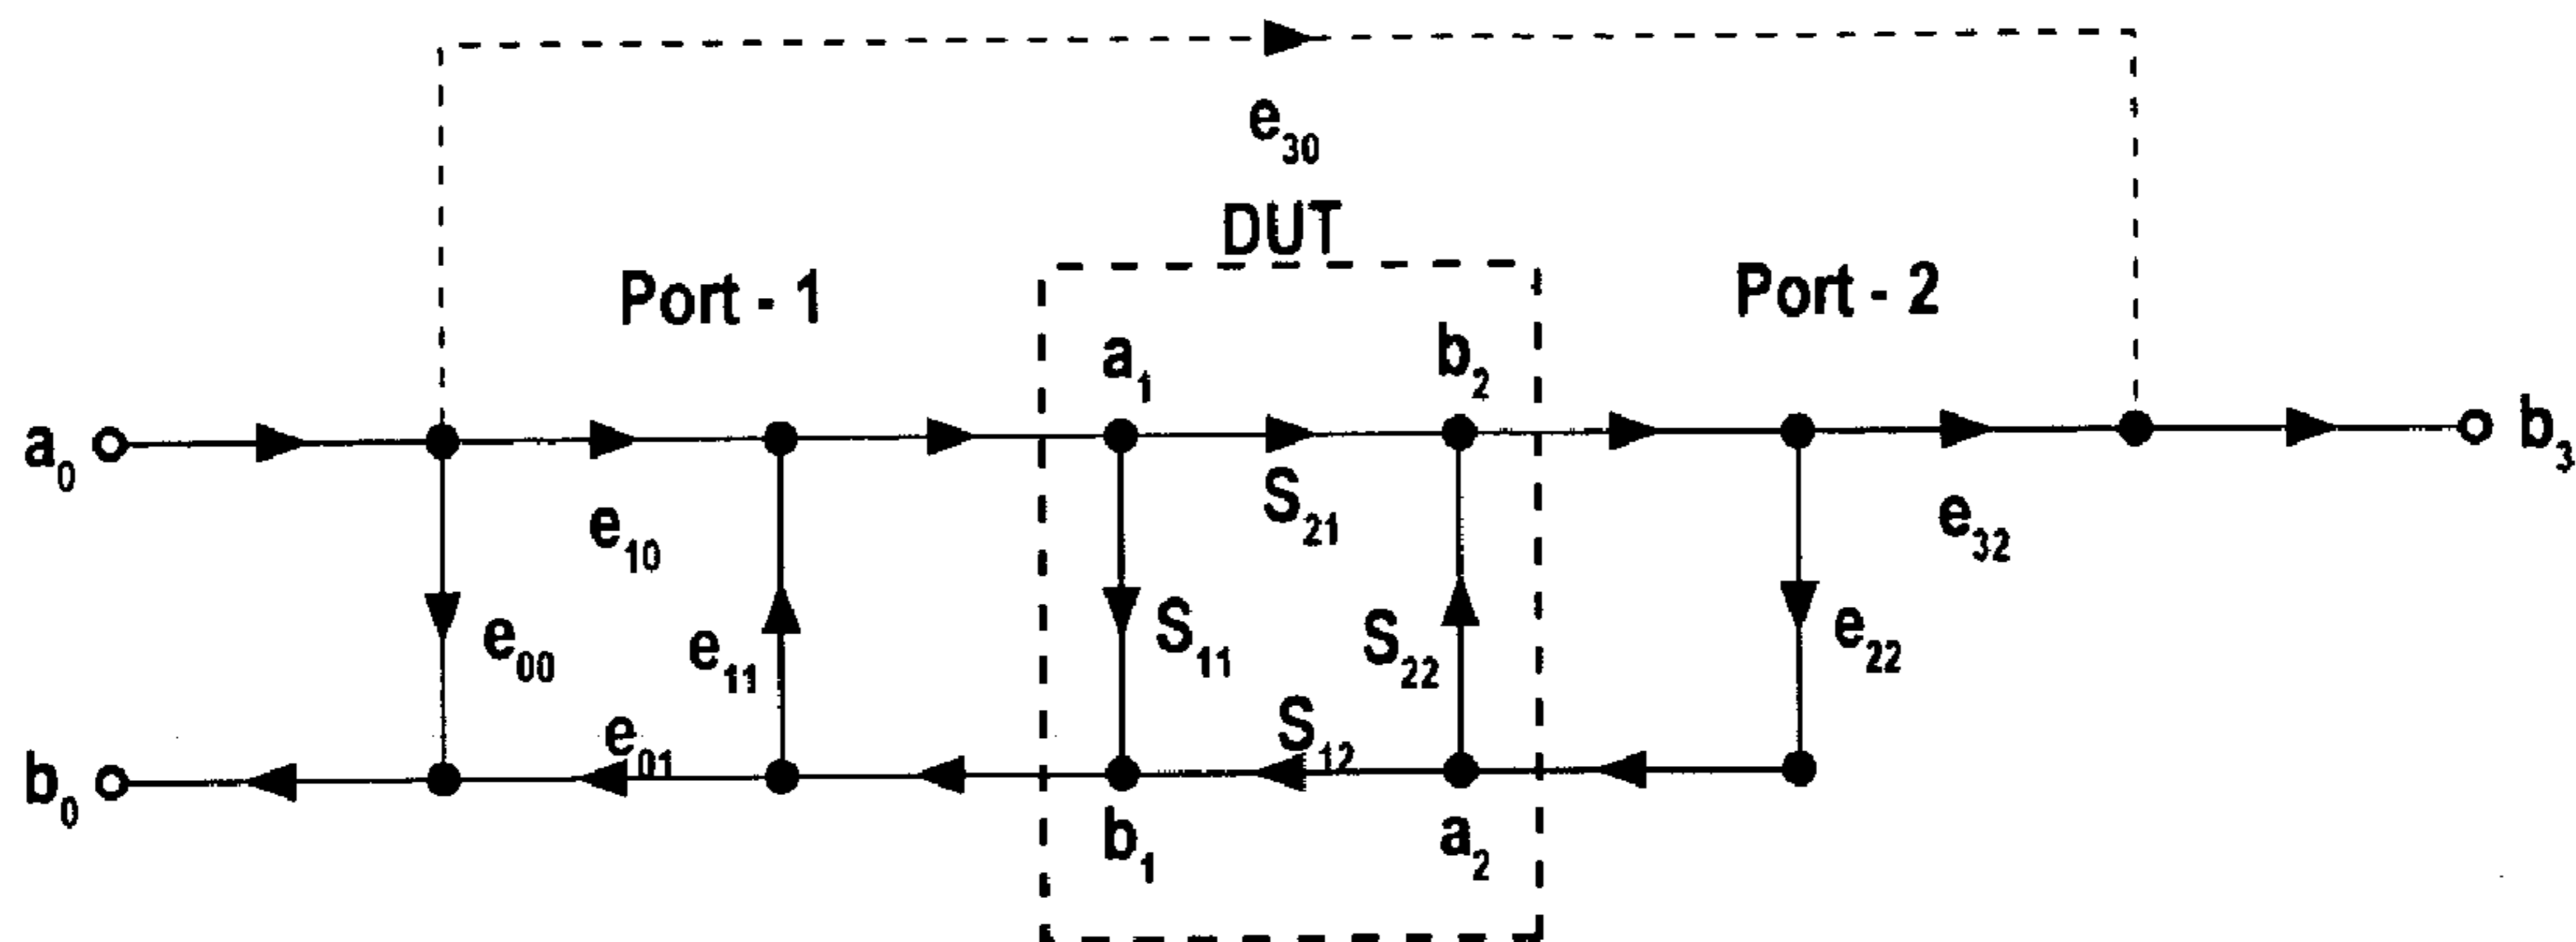 e₃₀
DUT
Port - 1
Port - 2
a₁
b₂
a₀
b₃
e₁₀
S₂₁
e₃₂
e₀₀
e₁₁
S₁₁
S₂₂
e₂₂
e₀₁
S₁₂
b₀
b₁
a₂